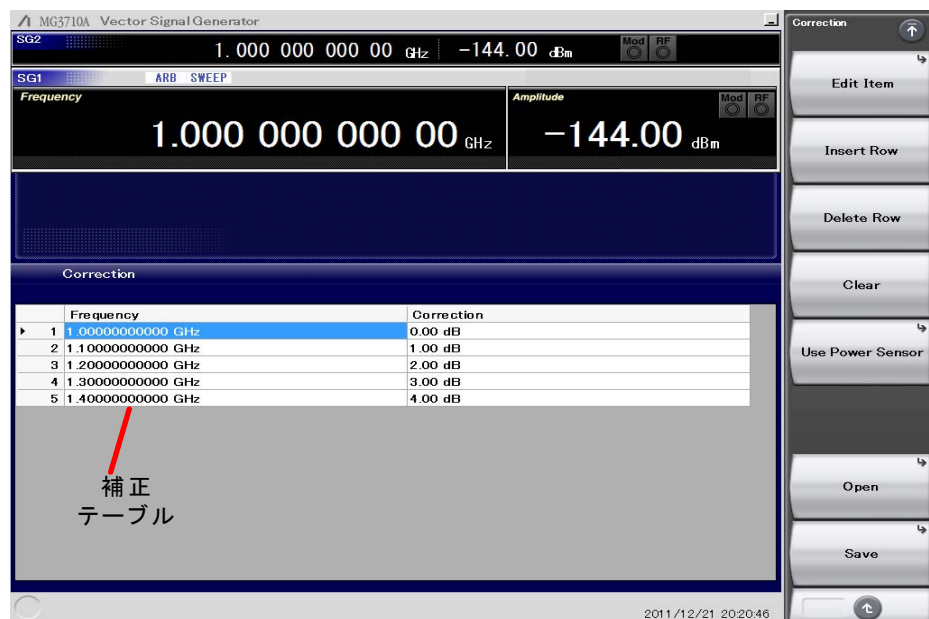 MG3710A Vector Signal Generator
SG2
1. 000 000 000 00 GHz -144. 00 dBm Mod RF
SG1 ARB SWEEP
Frequency
1.000 000 000 00 GHz
Amplitude
Mod RF
-144.00 dBm
Correction
Frequency Correction
1 1.00000000000 GHz 0.00 dB
2 1.10000000000 GHz 1.00 dB
3 1.20000000000 GHz 2.00 dB
4 1.30000000000 GHz 3.00 dB
5 1.40000000000 GHz 4.00 dB
補正
テーブル
2011/12/21 20:20:46
Correction
Edit Item
Insert Row
Delete Row
Clear
Use Power Sensor
Open
Save